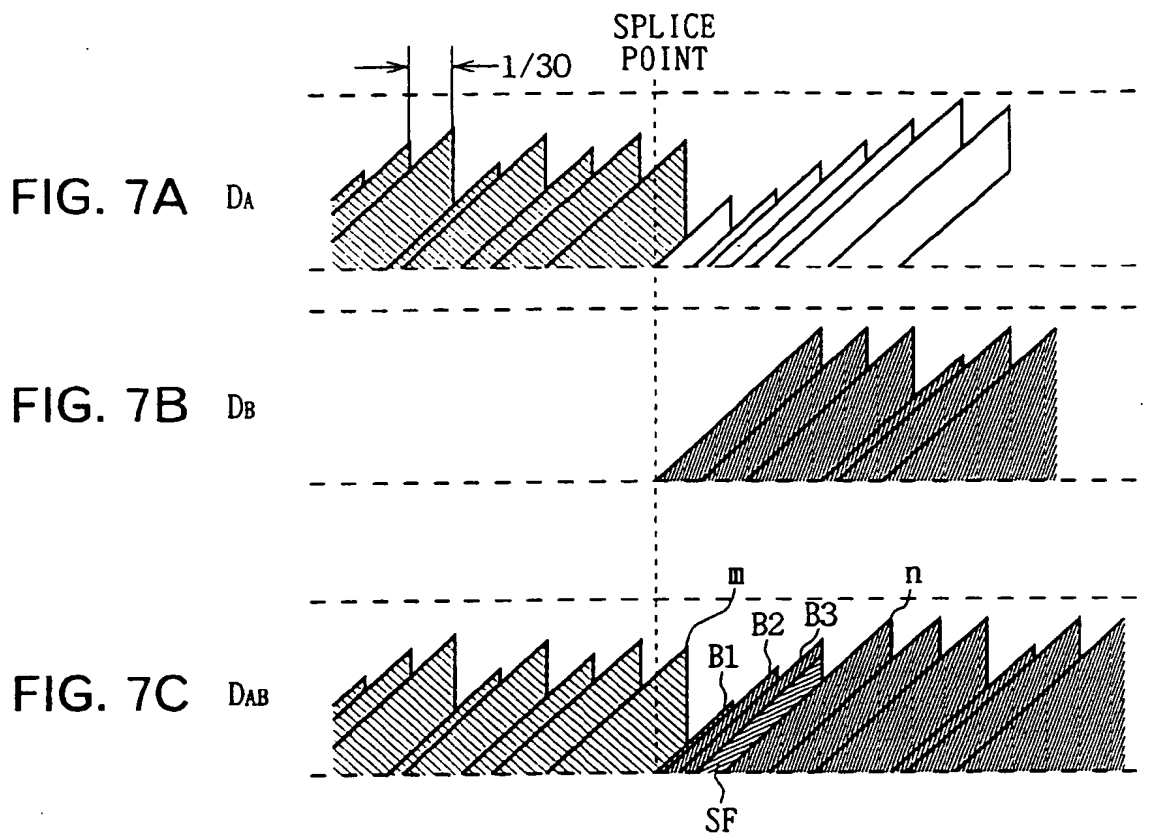 SPLICE
POINT
1/30
FIG. 7A DA
FIG. 7B DB
m
n
B1
B2
B3
FIG. 7C DAB
SF